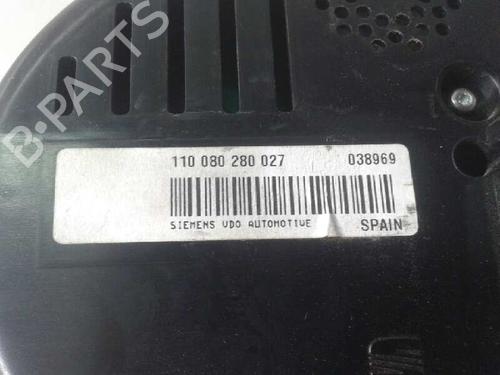 B-PARTS
110 080 280 027 038969
SIEMENS VDO AUTOMOTIVE SPAIN